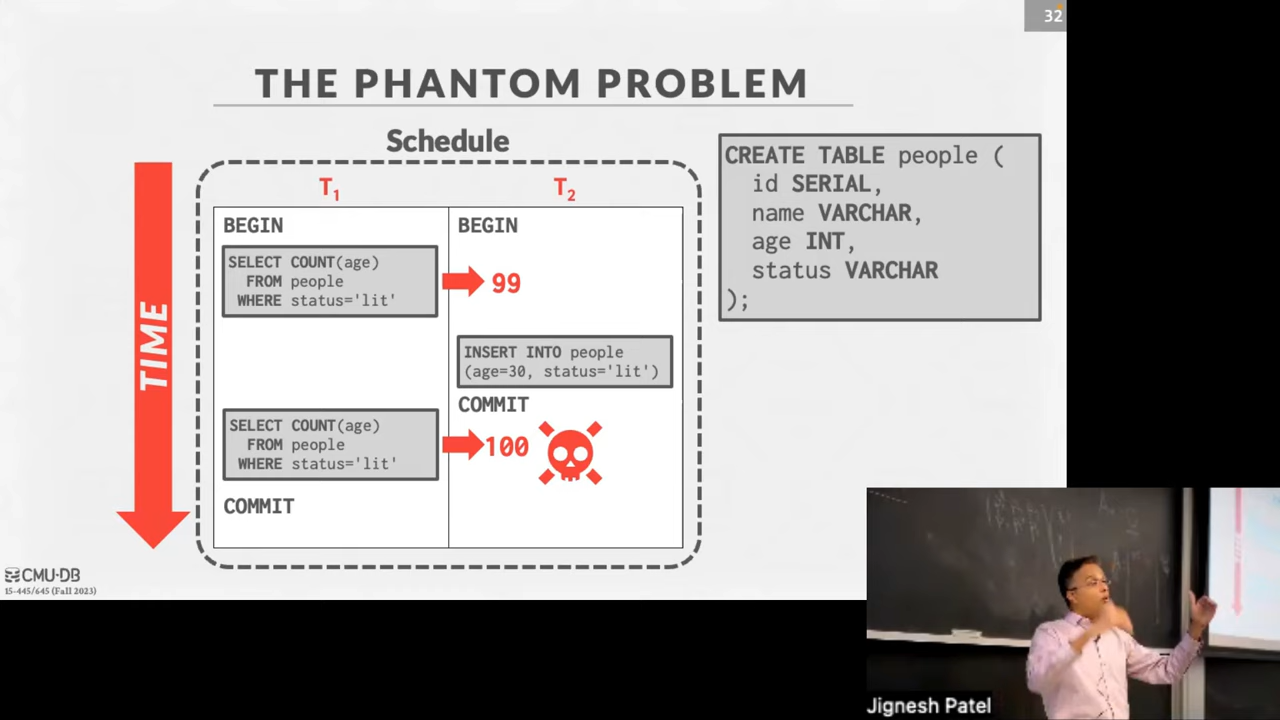 32
THE PHANTOM PROBLEM
Schedule
TIME
T1
T2
BEGIN
BEGIN
SELECT COUNT(age)
FROM people
WHERE status='lit'
99
INSERT INTO people
(age=30, status='lit')
COMMIT
SELECT COUNT(age)
FROM people
WHERE status='lit'
100
COMMIT
CREATE TABLE people (
id SERIAL,
name VARCHAR,
age INT,
status VARCHAR
);
CMU·DB
15-445/645 (Fall 2023)
Jignesh Patel